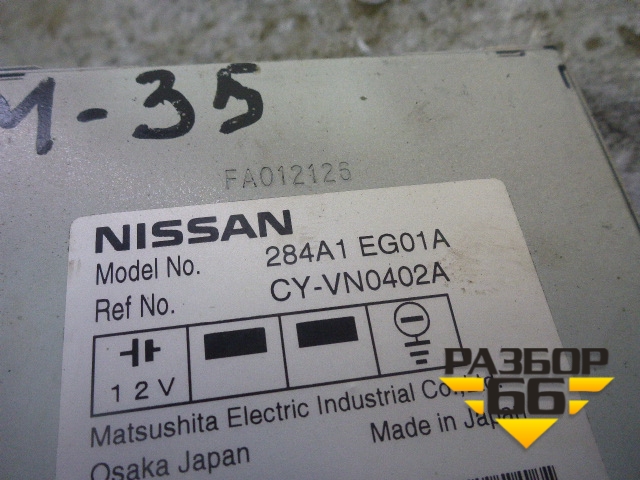 M-35
FA012126
NISSAN
Model No. 284A1 EG01A
Ref No. CY-VN0402A
12V
Matsushita Electric Industrial Co.,Ltd
Osaka Japan Made in Japan
РАЗБОР
66